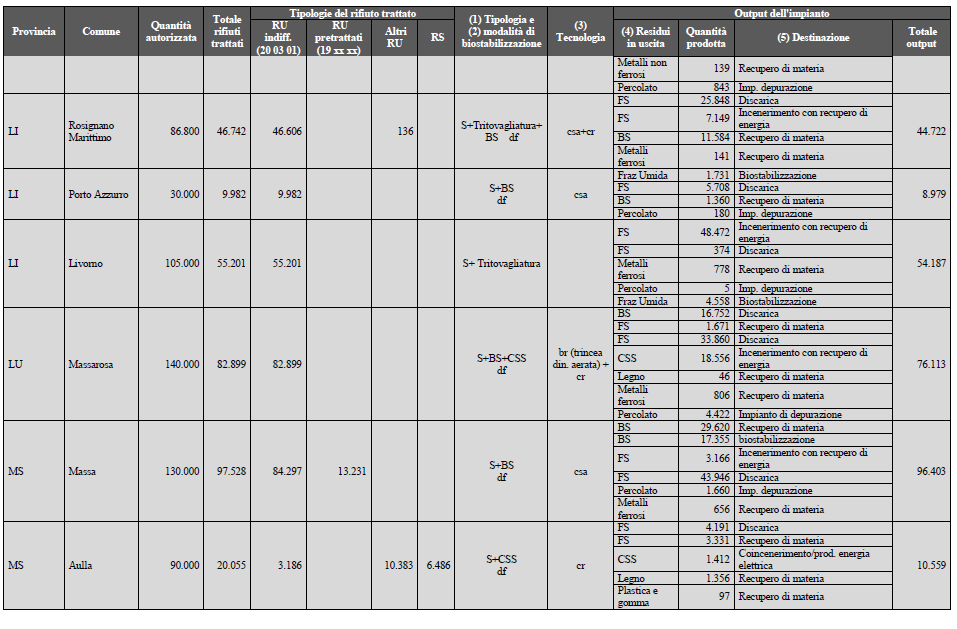 Provincia Comune Quantità autorizzata Totale rifiuti trattati Tipologie del rifiuto trattato (1) Tipologia e (2) modalità di biostabilizzazione (3) Tecnologia Output dell'impianto
RU indiff. (20 03 01) RU pretrattati (19 xx xx) Altri RU RS (4) Residui in uscita Quantità prodotta (5) Destinazione Totale output
Metalli non ferrosi 139 Recupero di materia
Percolato 843 Imp. depurazione
LI Rosignano Marittimo 86.800 46.742 46.606 136 S+Tritovagliatura+ BS df csa+cr 44.722
FS 25.848 Discarica
FS 7.149 Incenerimento con recupero di energia
BS 11.584 Recupero di materia
Metalli ferrosi 141 Recupero di materia
LI Porto Azzurro 30.000 9.982 9.982 S+BS df csa 8.979
Fraz Umida 1.731 Biostabilizzazione
FS 5.708 Discarica
BS 1.360 Recupero di materia
Percolato 180 Imp. depurazione
LI Livorno 105.000 55.201 55.201 S+ Tritovagliatura 54.187
FS 48.472 Incenerimento con recupero di energia
FS 374 Discarica
Metalli ferrosi 778 Recupero di materia
Percolato 5 Imp. depurazione
Fraz Umida 4.558 Biostabilizzazione
LU Massarosa 140.000 82.899 82.899 S+BS+CSS df br (trincea din. aerata) + cr 76.113
BS 16.752 Discarica
FS 1.671 Recupero di materia
FS 33.860 Discarica
CSS 18.556 Incenerimento con recupero di energia
Legno 46 Recupero di materia
Metalli ferrosi 806 Recupero di materia
Percolato 4.422 Impianto di depurazione
MS Massa 130.000 97.528 84.297 13.231 S+BS df csa 96.403
BS 29.620 Recupero di materia
BS 17.355 biostabilizzazione
FS 3.166 Incenerimento con recupero di energia
FS 43.946 Discarica
Percolato 1.660 Imp. depurazione
Metalli ferrosi 656 Recupero di materia
MS Aulla 90.000 20.055 3.186 10.383 6.486 S+CSS df cr 10.559
FS 4.191 Discarica
FS 3.331 Recupero di materia
CSS 1.412 Coincenerimento/prod. energia elettrica
Legno 1.356 Recupero di materia
Plastica e gomma 97 Recupero di materia